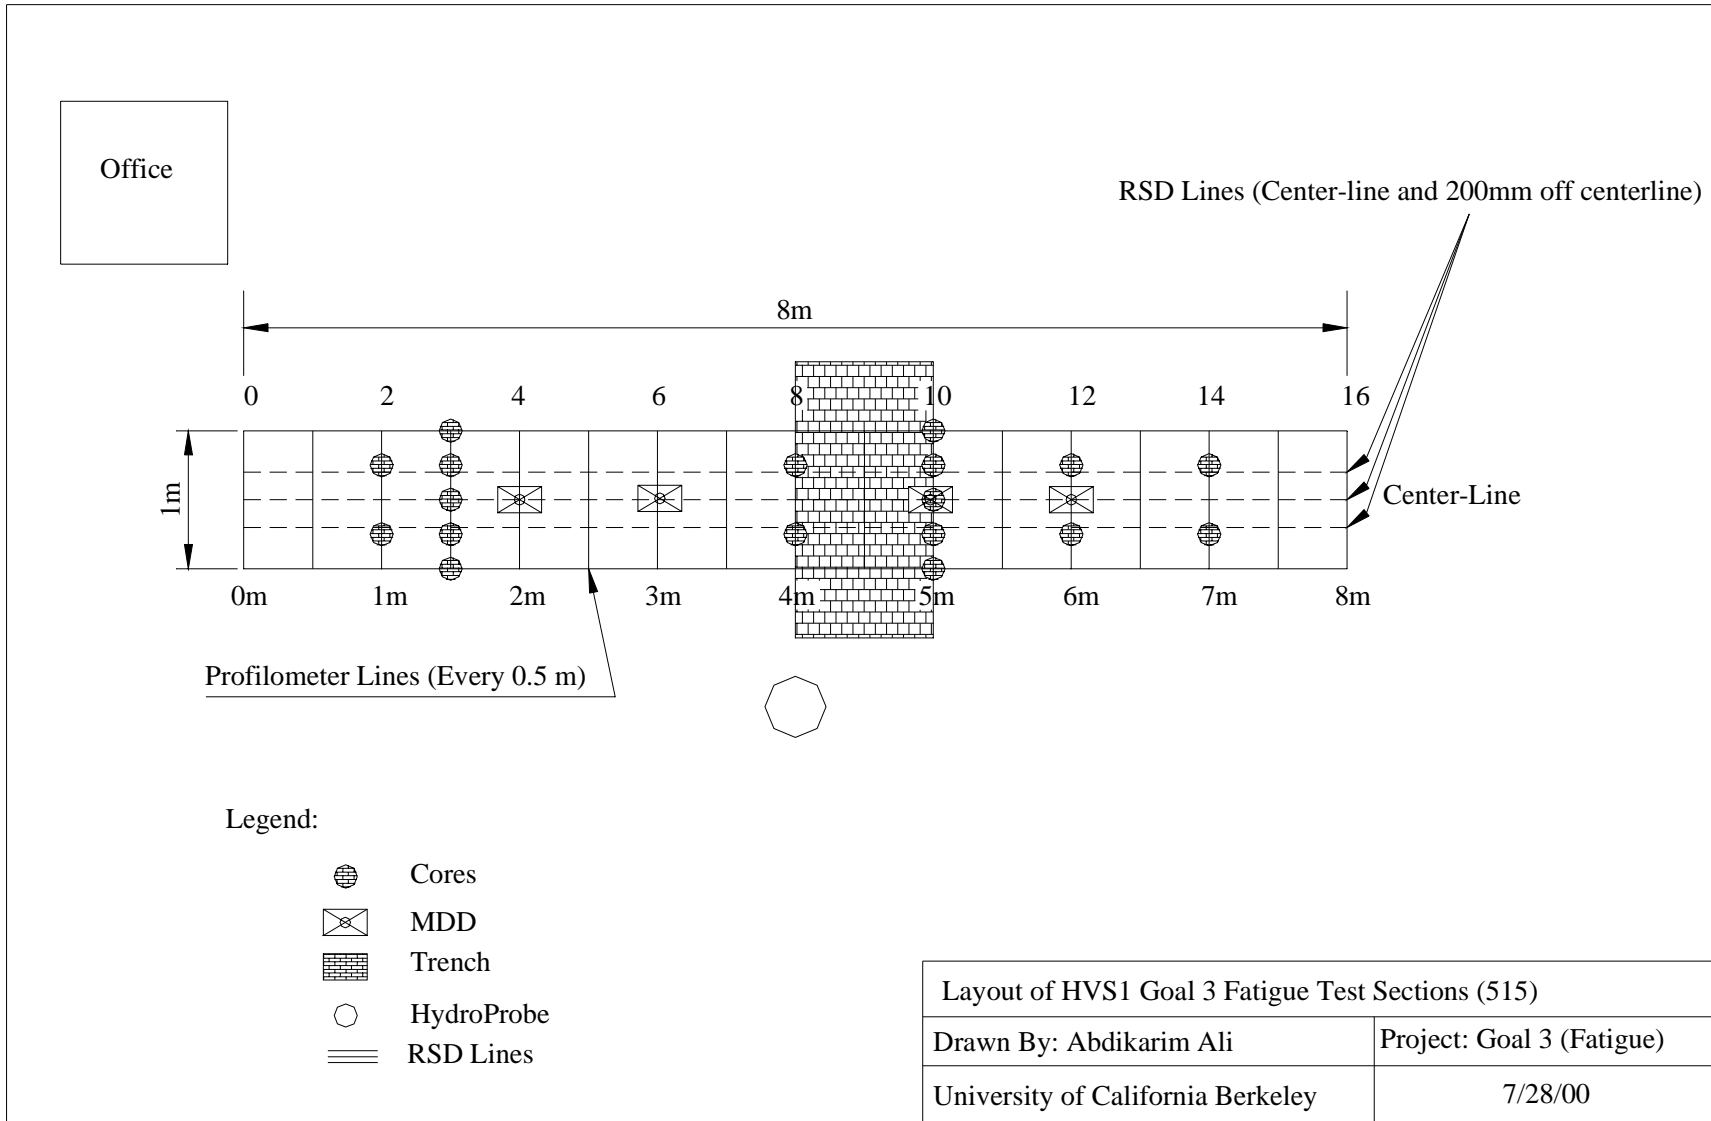 Office
RSD Lines (Center-line and 200mm off centerline)
8m
0 2 4 6 8 10 12 14 16
1m
Center-Line
0m 1m 2m 3m 4m 5m 6m 7m 8m
Profilometer Lines (Every 0.5 m)
Legend:
Cores
MDD
Trench
HydroProbe
RSD Lines
Layout of HVS1 Goal 3 Fatigue Test Sections (515)
Drawn By: Abdikarim Ali
Project: Goal 3 (Fatigue)
University of California Berkeley
7/28/00